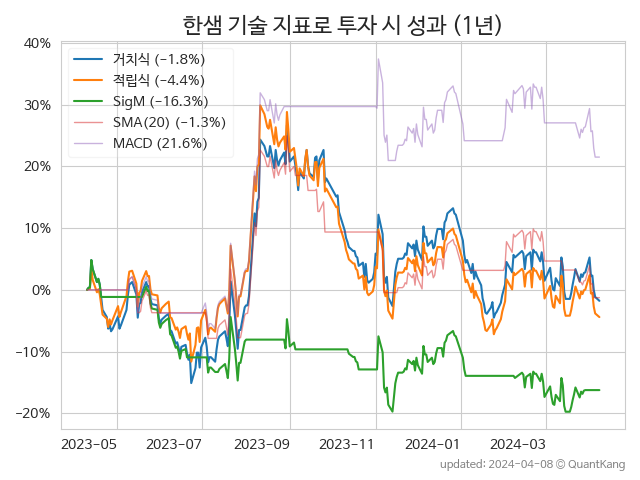 한샘 기술 지표로 투자 시 성과 (1년)
40%
30%
20%
10%
0%
−10%
−20%
거치식 (−1.8%)
적립식 (−4.4%)
SigM (−16.3%)
SMA(20) (−1.3%)
MACD (21.6%)
2023-05 2023-07 2023-09 2023-11 2024-01 2024-03
updated: 2024-04-08 © QuantKang